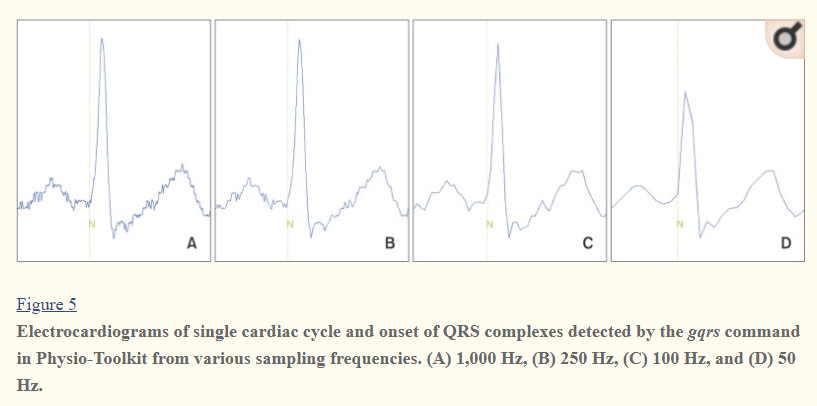 N A N B N C N D
Figure 5
Electrocardiograms of single cardiac cycle and onset of QRS complexes detected by the gqrs command
in Physio-Toolkit from various sampling frequencies. (A) 1,000 Hz, (B) 250 Hz, (C) 100 Hz, and (D) 50
Hz.